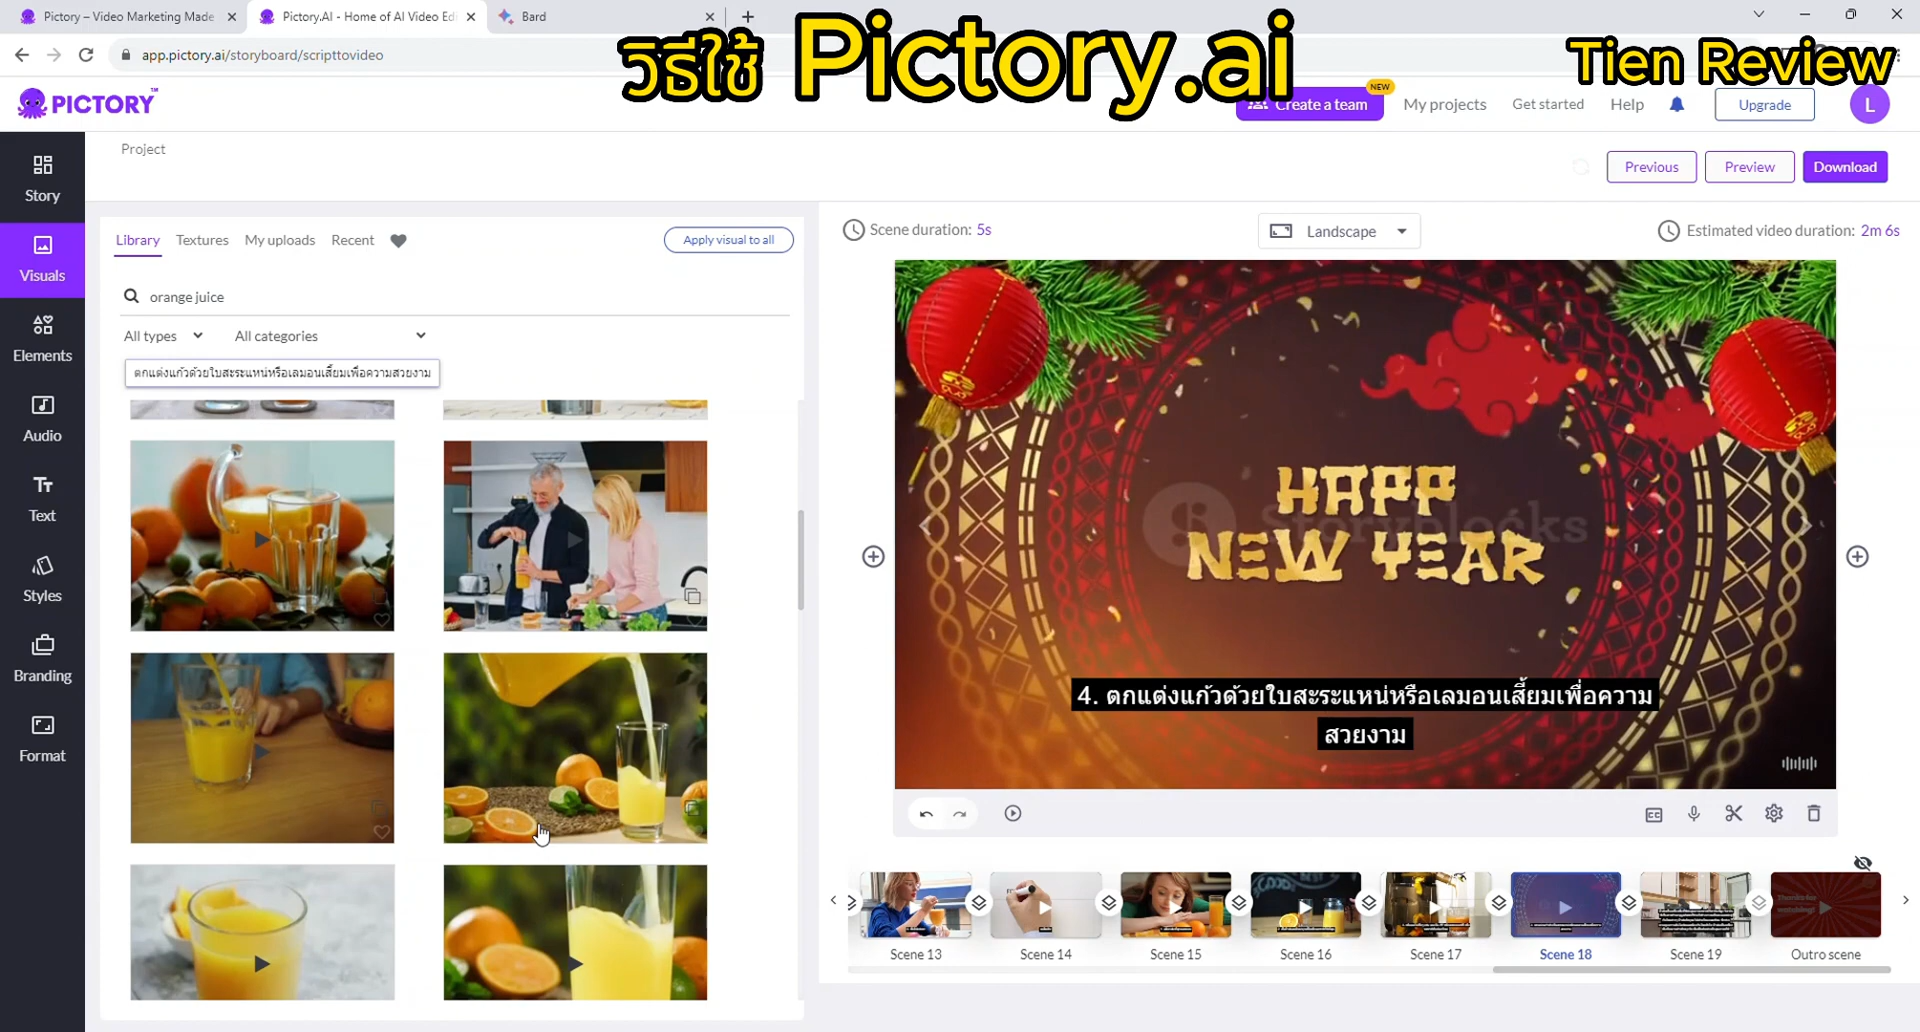 Pictory – Video Marketing Made
Pictory.AI - Home of AI Video Edi
Bard
app.pictory.ai/storyboard/scripttovideo
วิธีใช้ Pictory.ai
Tien Review
PICTORY
Create a team
NEW
My projects
Get started
Help
Upgrade
L
Project
Previous
Preview
Download
Story
Visuals
Elements
Audio
Text
Styles
Branding
Format
Library
Textures
My uploads
Recent
Apply visual to all
orange juice
All types
All categories
ตกแต่งแก้วด้วยใบสะระแหน่หรือเลมอนเสี้ยมเพื่อความสวยงาม
Scene duration: 5s
Landscape
Estimated video duration: 2m 6s
HAPP
NEW YEAR
Storyblocks
4. ตกแต่งแก้วด้วยใบสะระแหน่หรือเลมอนเสี้ยมเพื่อความ
สวยงาม
Scene 13
Scene 14
Scene 15
Scene 16
Scene 17
Scene 18
Scene 19
Outro scene